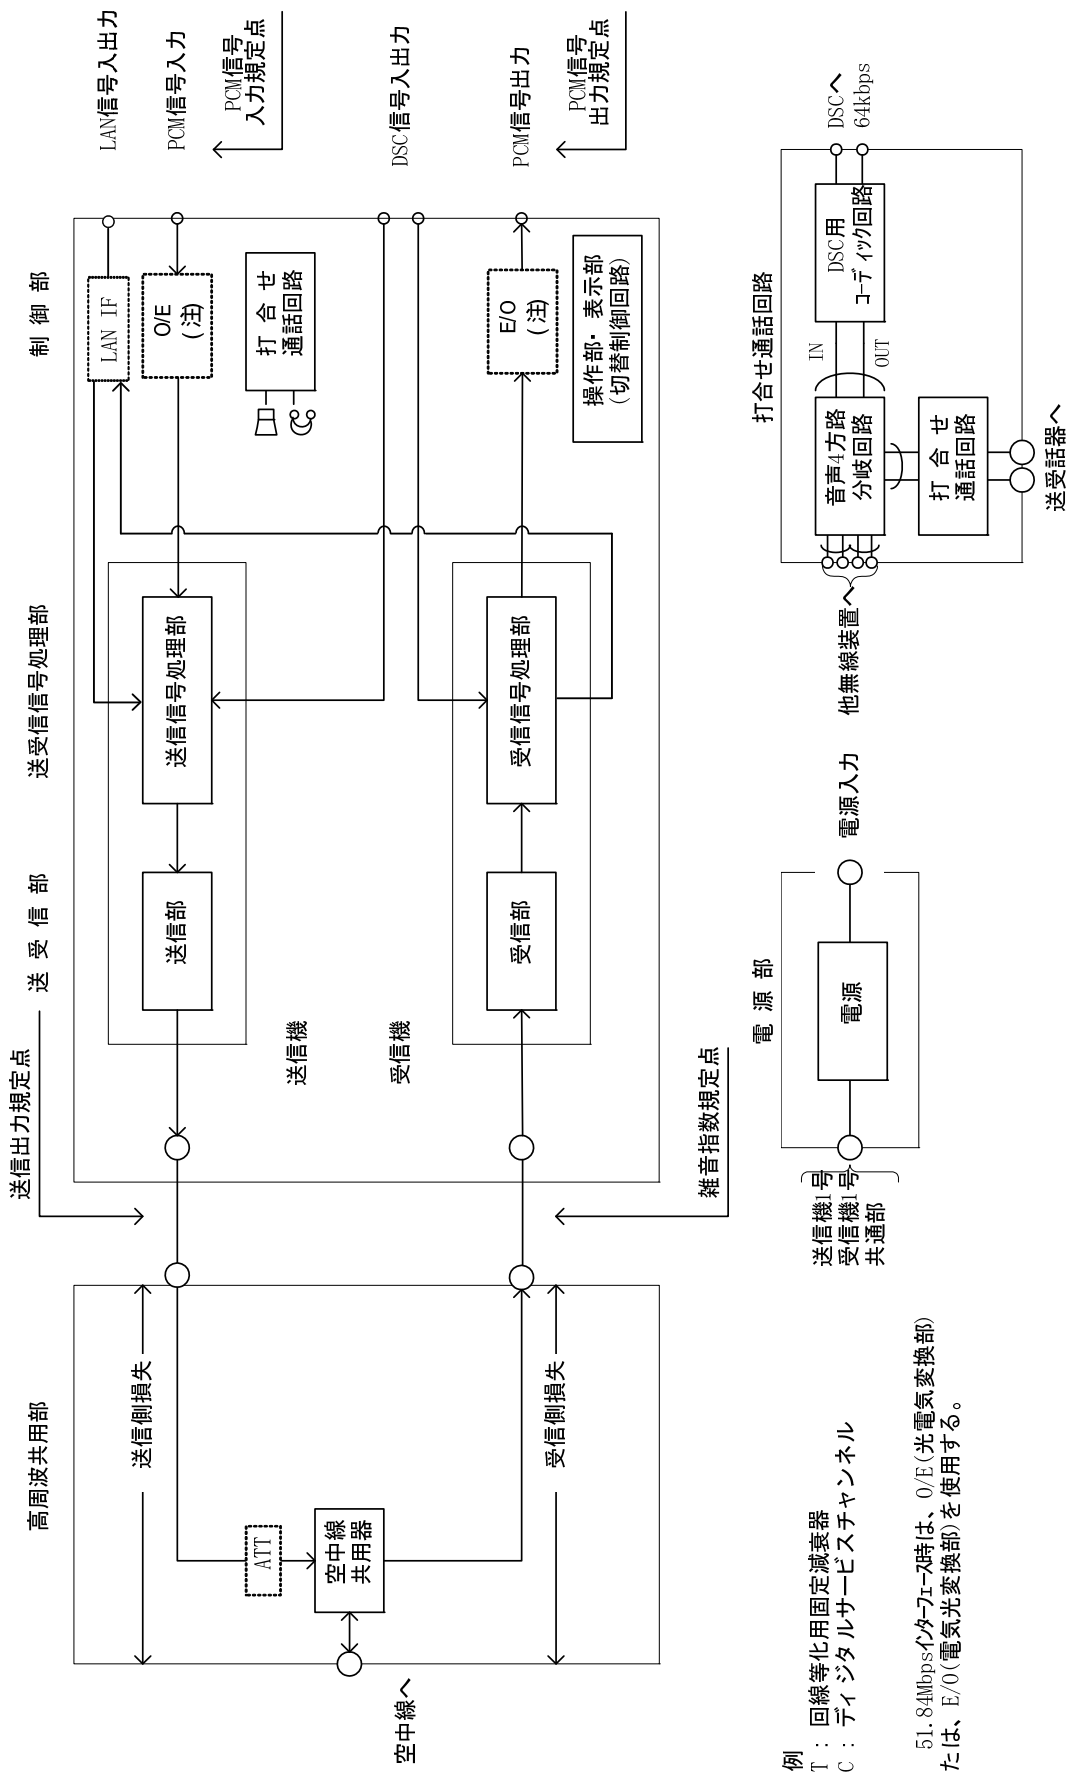 高周波共用部
送信出力規定点
送 受 信 部
送受信信号処理部
制 御 部
LAN信号入出力
PCM信号入力
PCM信号
入力規定点
DSC信号入出力
PCM信号出力
PCM信号
出力規定点
送信側損失
ATT
空中線
共用器
空中線へ
受信側損失
送信部
送信信号処理部
LAN IF
O/E
(注)
打 合 せ
通話回路
送信機
受信機
受信部
受信信号処理部
E/O
(注)
操作部・表示部
(切替制御回路)
雑音指数規定点
電 源 部
電源
電源入力
送信機1号
受信機1号
共通部
打合せ通話回路
他無線装置へ
音声4方路
分岐回路
IN
OUT
DSC用
コーディック回路
DSCへ
64kbps
打 合 せ
通話回路
送受話器へ
例
T : 回線等化用固定減衰器
C : ディジタルサービスチャンネル
51.84Mbpsインターフェース時は、O/E(光電気変換部)
たは、E/O(電気光変換部)を使用する。